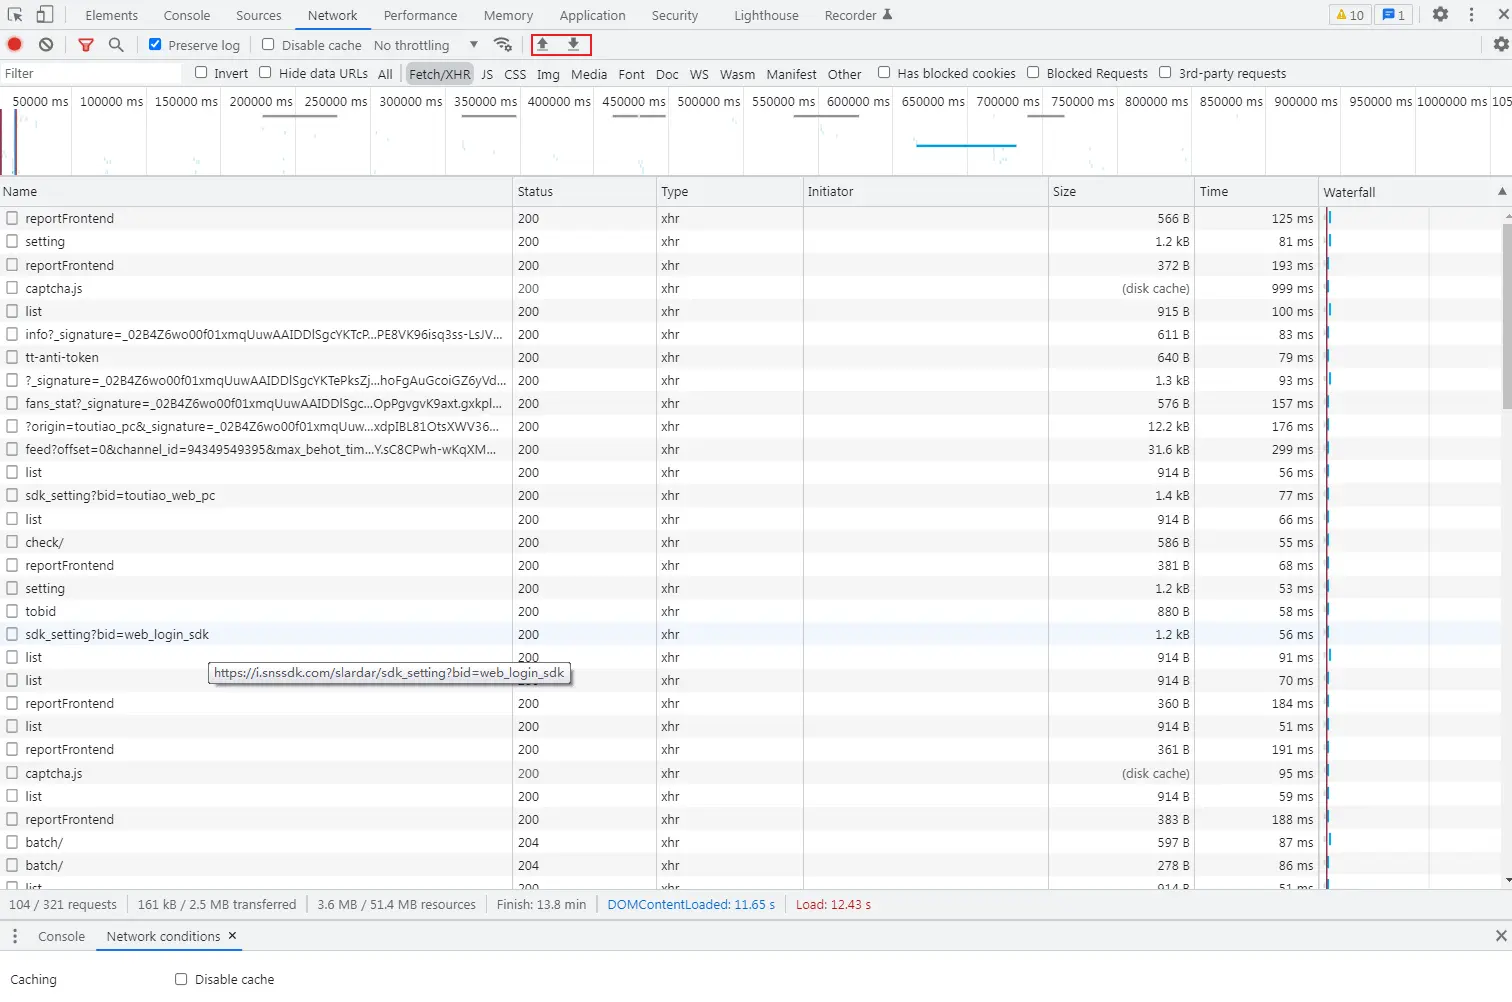 Elements Console Sources Network Performance Memory Application Security Lighthouse Recorder 10 1
Preserve log Disable cache No throttling
Filter Invert Hide data URLs All Fetch/XHR JS CSS Img Media Font Doc WS Wasm Manifest Other Has blocked cookies Blocked Requests 3rd-party requests
50000 ms 100000 ms 150000 ms 200000 ms 250000 ms 300000 ms 350000 ms 400000 ms 450000 ms 500000 ms 550000 ms 600000 ms 650000 ms 700000 ms 750000 ms 800000 ms 850000 ms 900000 ms 950000 ms 1000000 ms 105
Name Status Type Initiator Size Time Waterfall
reportFrontend 200 xhr 566 B 125 ms
setting 200 xhr 1.2 kB 81 ms
reportFrontend 200 xhr 372 B 193 ms
captcha.js 200 xhr (disk cache) 999 ms
list 200 xhr 915 B 100 ms
info?_signature=_02B4Z6wo00f01xmqUuwAAIDDlSgcYKTcP...PE8VK96isq3ss-LsJV... 200 xhr 611 B 83 ms
tt-anti-token 200 xhr 640 B 79 ms
?_signature=_02B4Z6wo00f01xmqUuwAAIDDlSgcYKTePksZj...hoFgAuGcoiGZ6yVd... 200 xhr 1.3 kB 93 ms
fans_stat?_signature=_02B4Z6wo00f01xmqUuwAAIDDlSgc...OpPgvgvK9axt.gxkpl... 200 xhr 576 B 157 ms
?origin=toutiao_pc&_signature=_02B4Z6wo00f01xmqUuw...xdpIBL81OtsXWV36... 200 xhr 12.2 kB 176 ms
feed?offset=0&channel_id=94349549395&max_behot_tim...Y.sC8CPwh-wKqXM... 200 xhr 31.6 kB 299 ms
list 200 xhr 914 B 56 ms
sdk_setting?bid=toutiao_web_pc 200 xhr 1.4 kB 77 ms
list 200 xhr 914 B 66 ms
check/ 200 xhr 586 B 55 ms
reportFrontend 200 xhr 381 B 68 ms
setting 200 xhr 1.2 kB 53 ms
tobid 200 xhr 880 B 58 ms
sdk_setting?bid=web_login_sdk 200 xhr 1.2 kB 56 ms
list 200 xhr 914 B 91 ms
https://i.snssdk.com/slardar/sdk_setting?bid=web_login_sdk
list xhr 914 B 70 ms
reportFrontend 200 xhr 360 B 184 ms
list 200 xhr 914 B 51 ms
reportFrontend 200 xhr 361 B 191 ms
captcha.js 200 xhr (disk cache) 95 ms
list 200 xhr 914 B 59 ms
reportFrontend 200 xhr 383 B 188 ms
batch/ 204 xhr 597 B 87 ms
batch/ 204 xhr 278 B 86 ms
list 200 xhr 914 B 51 ms
104 / 321 requests 161 kB / 2.5 MB transferred 3.6 MB / 51.4 MB resources Finish: 13.8 min DOMContentLoaded: 11.65 s Load: 12.43 s
Console Network conditions
Caching Disable cache